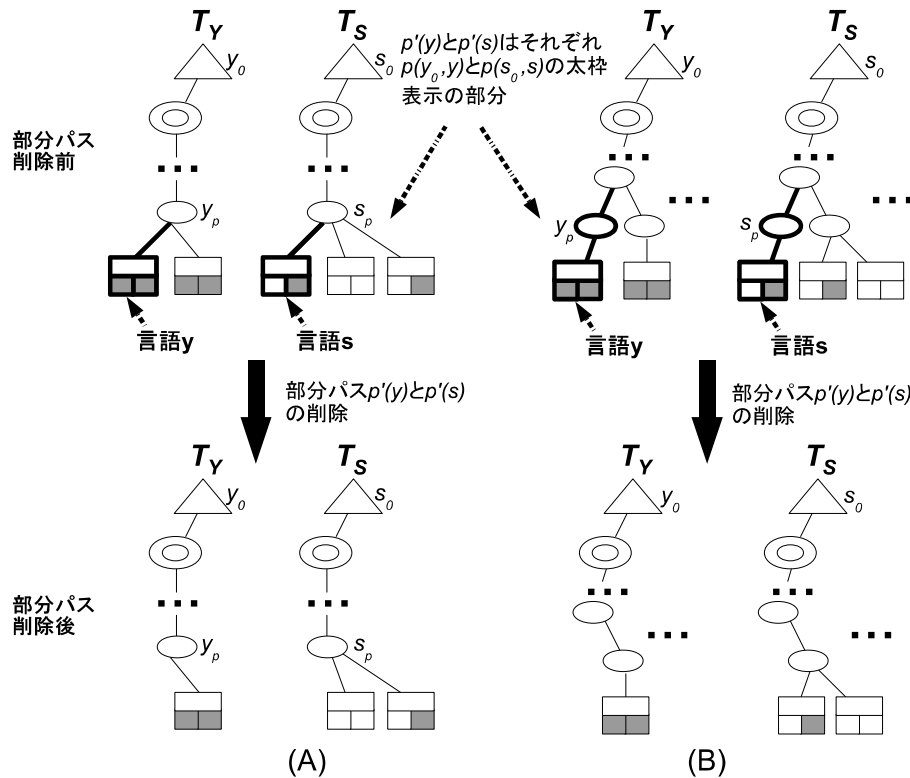 T_Y
T_S
T_Y
T_S
y_0
s_0
p'(y)とp'(s)はそれぞれ
p(y_0,y)とp(s_0,s)の太枠
表示の部分
y_0
s_0
部分パス
削除前
y_p
s_p
y_p
s_p
言語y
言語s
言語y
言語s
部分パスp'(y)とp'(s)
の削除
部分パスp'(y)とp'(s)
の削除
T_Y
T_S
T_Y
T_S
y_0
s_0
y_0
s_0
部分パス
削除後
y_p
s_p
(A)
(B)